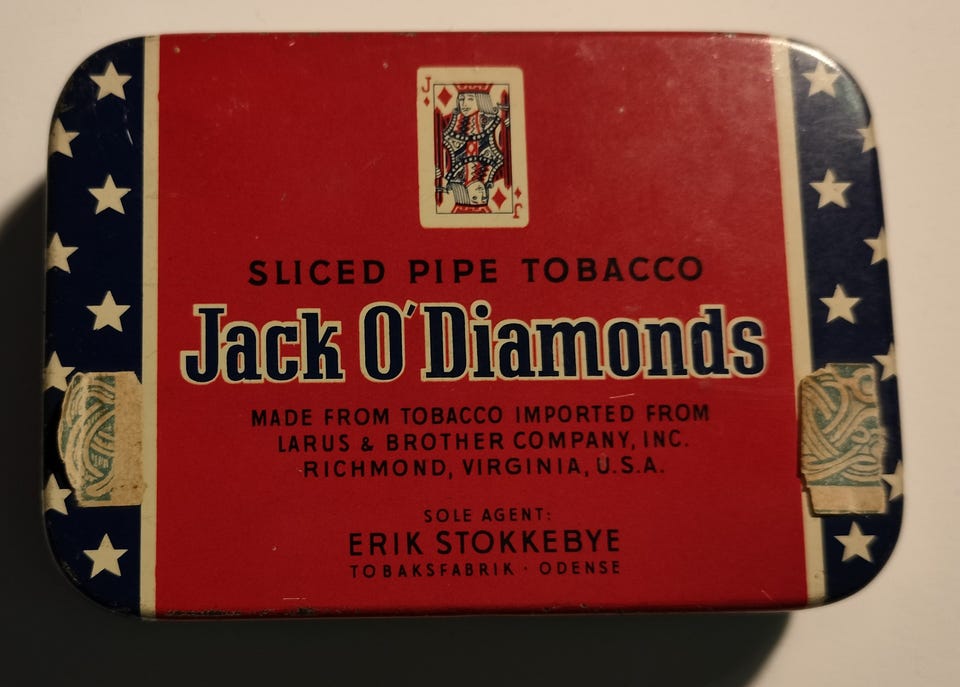 J
J
SLICED PIPE TOBACCO
Jack O'Diamonds
MADE FROM TOBACCO IMPORTED FROM
LARUS & BROTHER COMPANY, INC.
RICHMOND, VIRGINIA, U.S.A.
SOLE AGENT:
ERIK STOKKEBYE
TOBAKSFABRIK · ODENSE